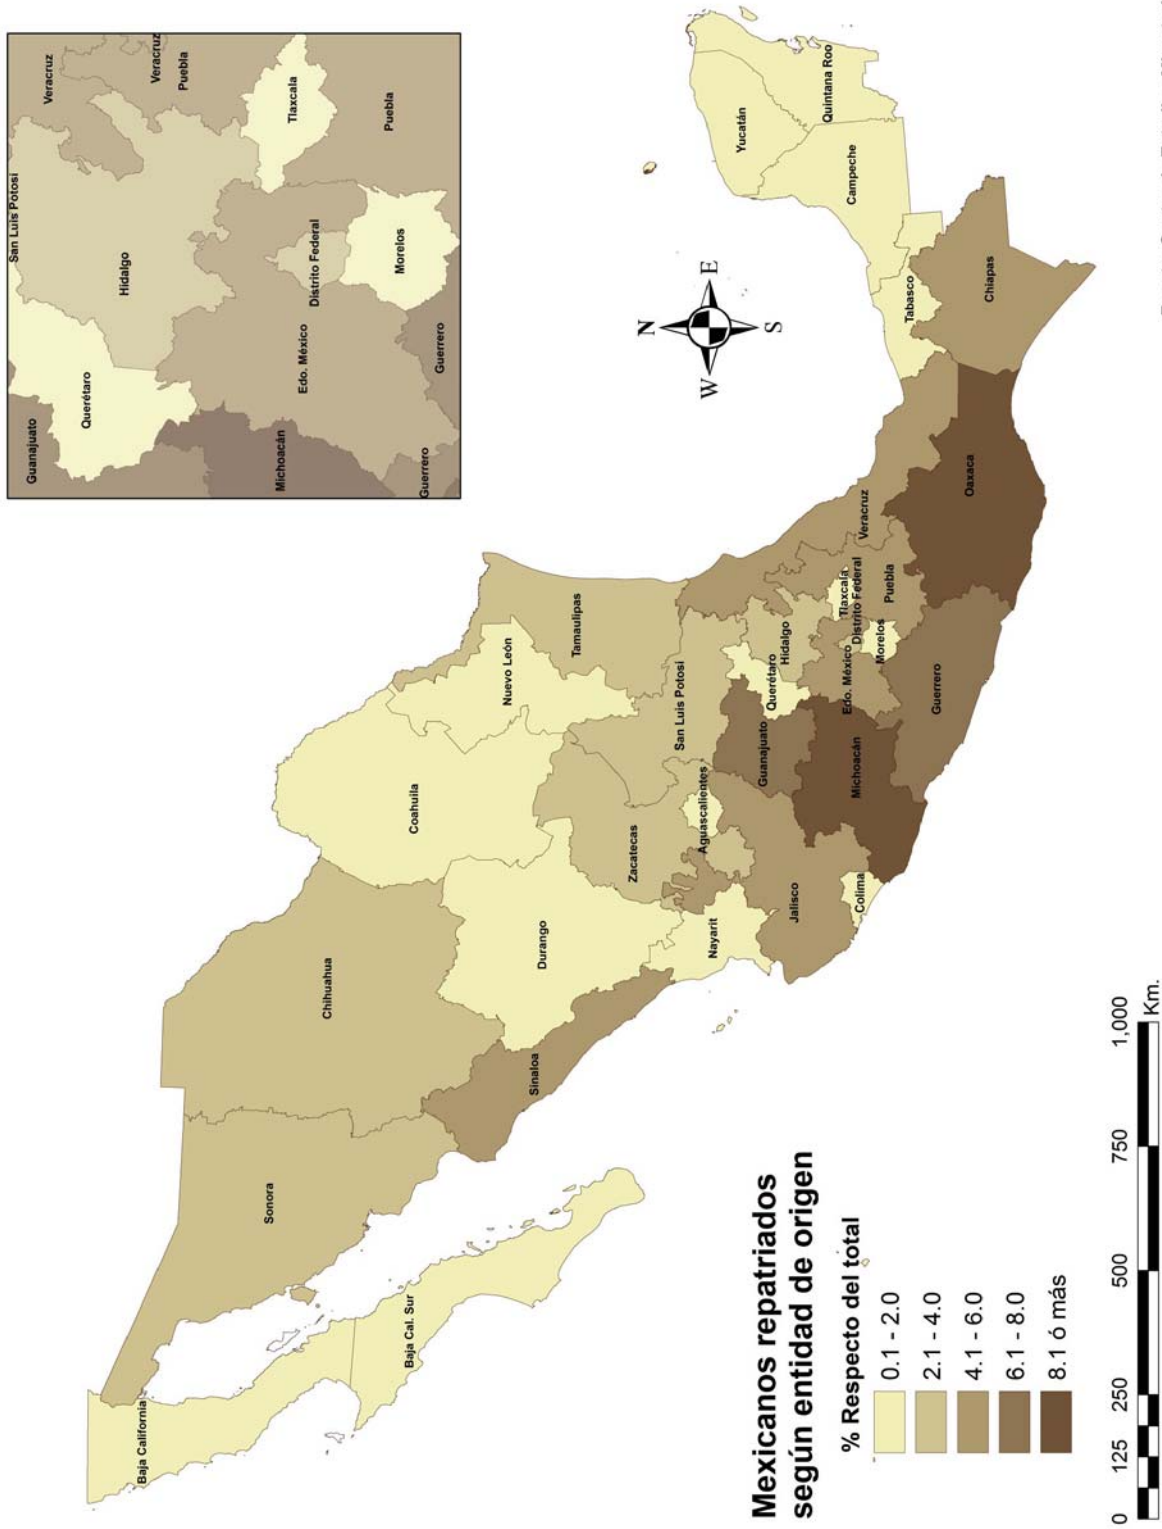 San Luis Potosí
Veracruz
Veracruz
Puebla
Guanajuato
Querétaro
Hidalgo
Tlaxcala
Puebla
Edo. México
Distrito Federal
Morelos
Michoacán
Guerrero
Guerrero
Baja California
Baja Cal. Sur
Sonora
Chihuahua
Coahuila
Nuevo León
Tamaulipas
Sinaloa
Durango
Zacatecas
San Luis Potosí
Nayarit
Aguascalientes
Jalisco
Colima
Guanajuato
Querétaro
Hidalgo
Michoacán
Edo. México
Distrito Federal
Tlaxcala
Morelos
Puebla
Veracruz
Guerrero
Oaxaca
Tabasco
Chiapas
Campeche
Yucatán
Quintana Roo
N
W
E
S
Mexicanos repatriados
según entidad de origen
% Respecto del total
0.1 - 2.0
2.1 - 4.0
4.1 - 6.0
6.1 - 8.0
8.1 ó más
0 125 250 500 750 1,000
Km.